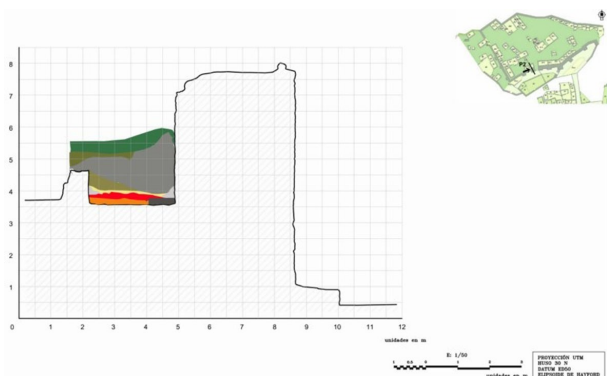 P2
8
7
6
5
4
3
2
1
0
0 1 2 3 4 5 6 7 8 9 10 11 12
unidades en m
E: 1/50
unidades en m
PROYECCIÓN UTM
HUSO 30 N
DATUM ED50
ELIPSOIDE DE HAYFORD